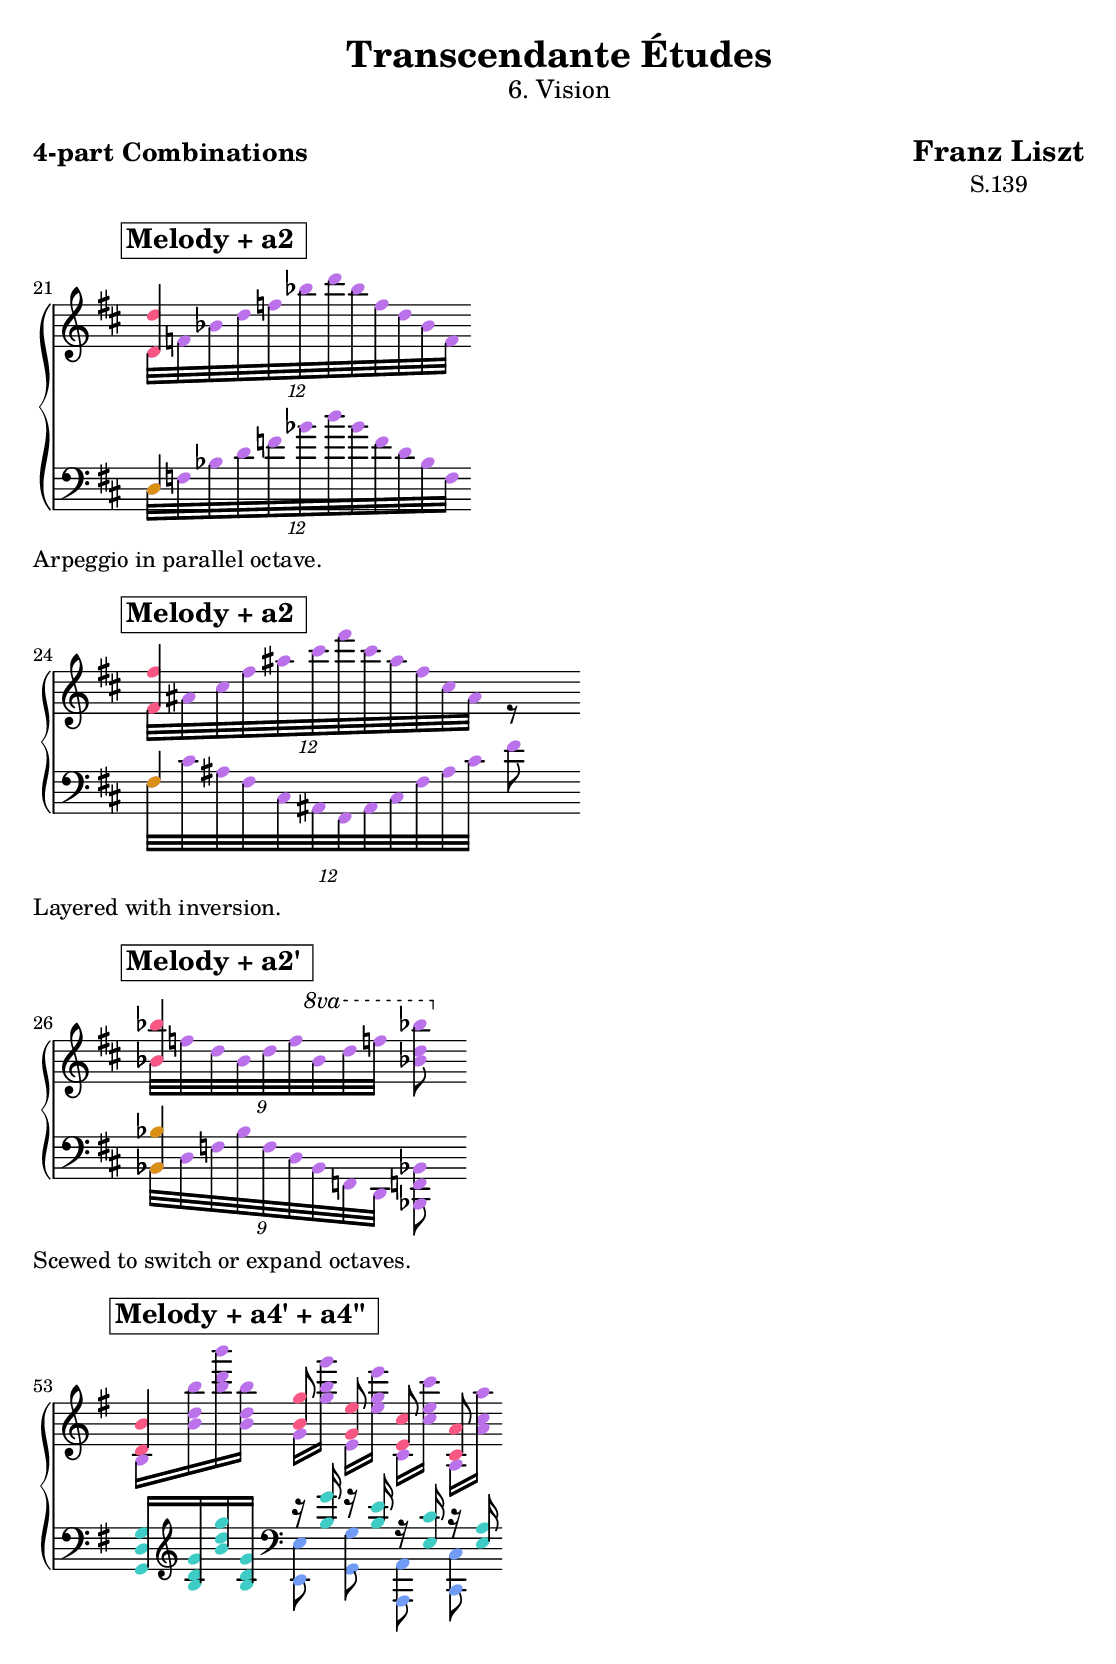 Transcendante Études
6. Vision
4-part Combinations
Franz Liszt
S.139
Melody + a2
21
12
12
Arpeggio in parallel octave.
Melody + a2
24
12
12
Layered with inversion.
Melody + a2'
8va
26
9
9
Scewed to switch or expand octaves.
Melody + a4' + a4"
53